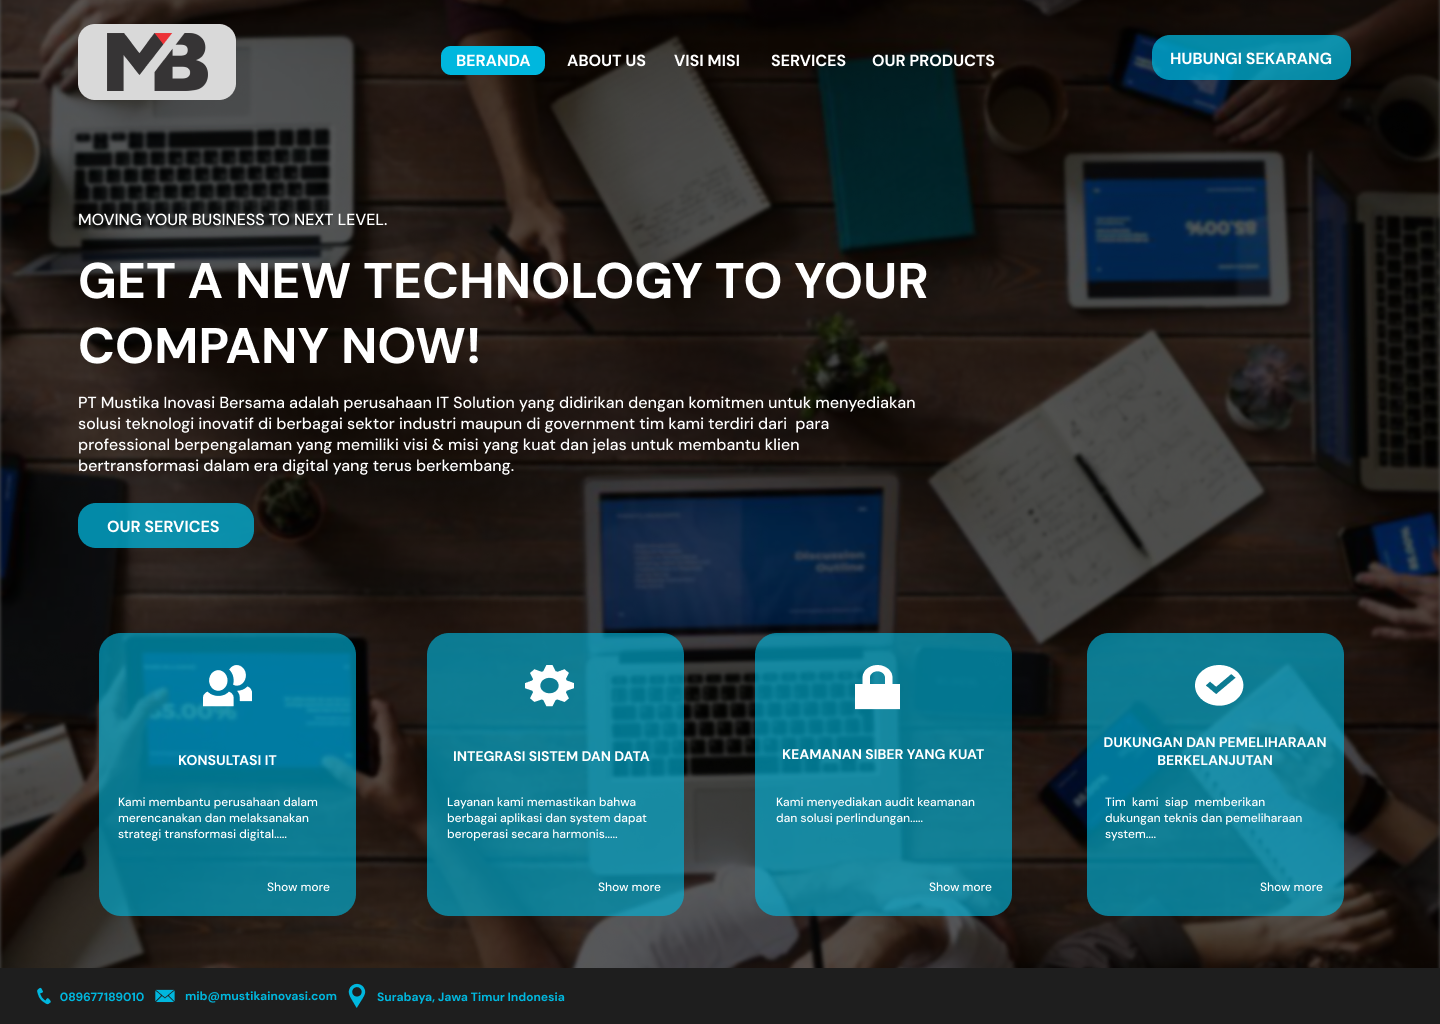 MB
BERANDA
ABOUT US
VISI MISI
SERVICES
OUR PRODUCTS
HUBUNGI SEKARANG
MOVING YOUR BUSINESS TO NEXT LEVEL.
GET A NEW TECHNOLOGY TO YOUR
COMPANY NOW!
PT Mustika Inovasi Bersama adalah perusahaan IT Solution yang didirikan dengan komitmen untuk menyediakan
solusi teknologi inovatif di berbagai sektor industri maupun di government tim kami terdiri dari para
professional berpengalaman yang memiliki visi & misi yang kuat dan jelas untuk membantu klien
bertransformasi dalam era digital yang terus berkembang.
OUR SERVICES
88.00%
Discussion
Outline
KONSULTASI IT
Kami membantu perusahaan dalam
merencanakan dan melaksanakan
strategi transformasi digital.....
Show more
INTEGRASI SISTEM DAN DATA
Layanan kami memastikan bahwa
berbagai aplikasi dan system dapat
beroperasi secara harmonis.....
Show more
KEAMANAN SIBER YANG KUAT
Kami menyediakan audit keamanan
dan solusi perlindungan.....
Show more
DUKUNGAN DAN PEMELIHARAAN
BERKELANJUTAN
Tim kami siap memberikan
dukungan teknis dan pemeliharaan
system....
Show more
089677189010
mib@mustikainovasi.com
Surabaya, Jawa Timur Indonesia